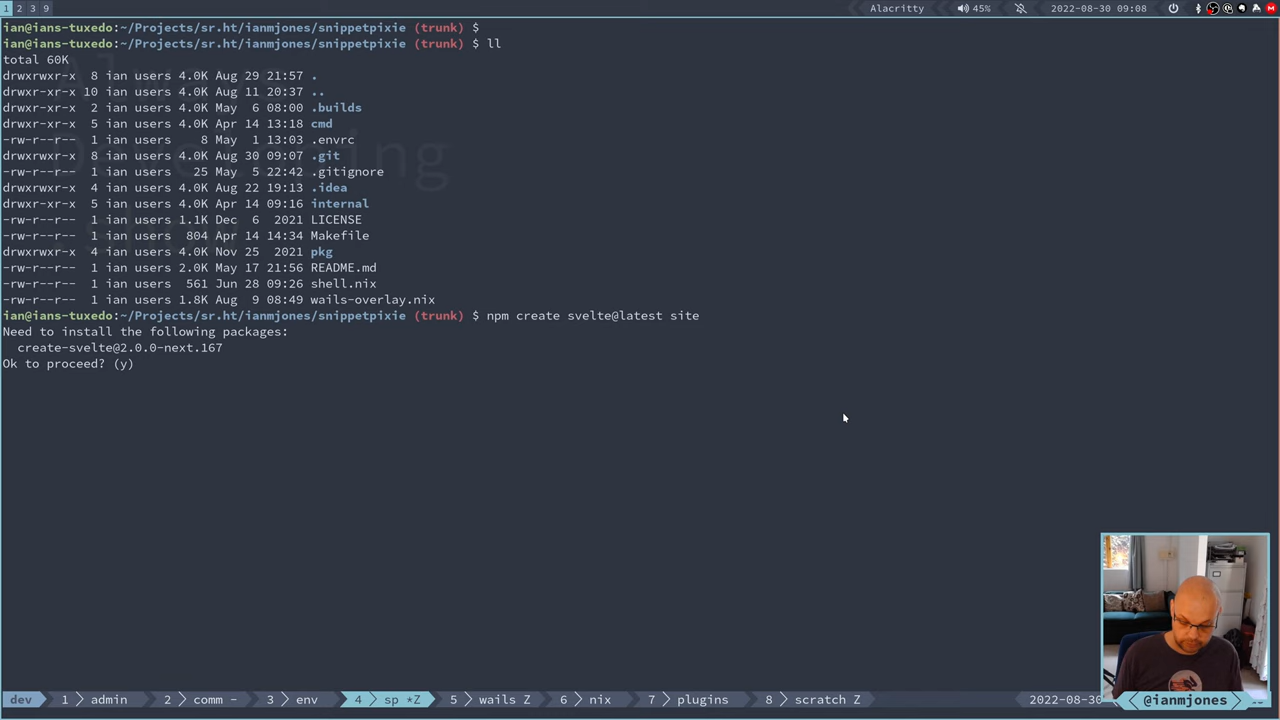 1 2 3 9 Alacritty 45% 2022-08-30 09:08
ian@ians-tuxedo:~/Projects/sr.ht/ianmjones/snippetpixie (trunk) $
ian@ians-tuxedo:~/Projects/sr.ht/ianmjones/snippetpixie (trunk) $ ll
total 60K
drwxrwxr-x 8 ian users 4.0K Aug 29 21:57 .
drwxrwxr-x 10 ian users 4.0K Aug 11 20:37 ..
drwxrwxr-x 2 ian users 4.0K May 6 08:00 .builds
drwxrwxr-x 5 ian users 4.0K Apr 14 13:18 cmd
-rw-r--r-- 1 ian users 8 May 1 13:03 .envrc
drwxrwxr-x 8 ian users 4.0K Aug 30 09:07 .git
-rw-r--r-- 1 ian users 25 May 5 22:42 .gitignore
drwxrwxr-x 4 ian users 4.0K Aug 22 19:13 .idea
drwxrwxr-x 5 ian users 4.0K Apr 14 09:16 internal
-rw-r--r-- 1 ian users 1.1K Dec 6 2021 LICENSE
-rw-r--r-- 1 ian users 804 Apr 14 14:34 Makefile
drwxrwxr-x 4 ian users 4.0K Nov 25 2021 pkg
-rw-r--r-- 1 ian users 2.0K May 17 21:56 README.md
-rw-r--r-- 1 ian users 561 Jun 28 09:26 shell.nix
-rw-r--r-- 1 ian users 1.8K Aug 9 08:49 wails-overlay.nix
ian@ians-tuxedo:~/Projects/sr.ht/ianmjones/snippetpixie (trunk) $ npm create svelte@latest site
Need to install the following packages:
create-svelte@2.0.0-next.167
Ok to proceed? (y)
dev 1 admin 2 comm - 3 env 4 sp *Z 5 wails Z 6 nix 7 plugins 8 scratch Z 2022-08-30 @ianmjones